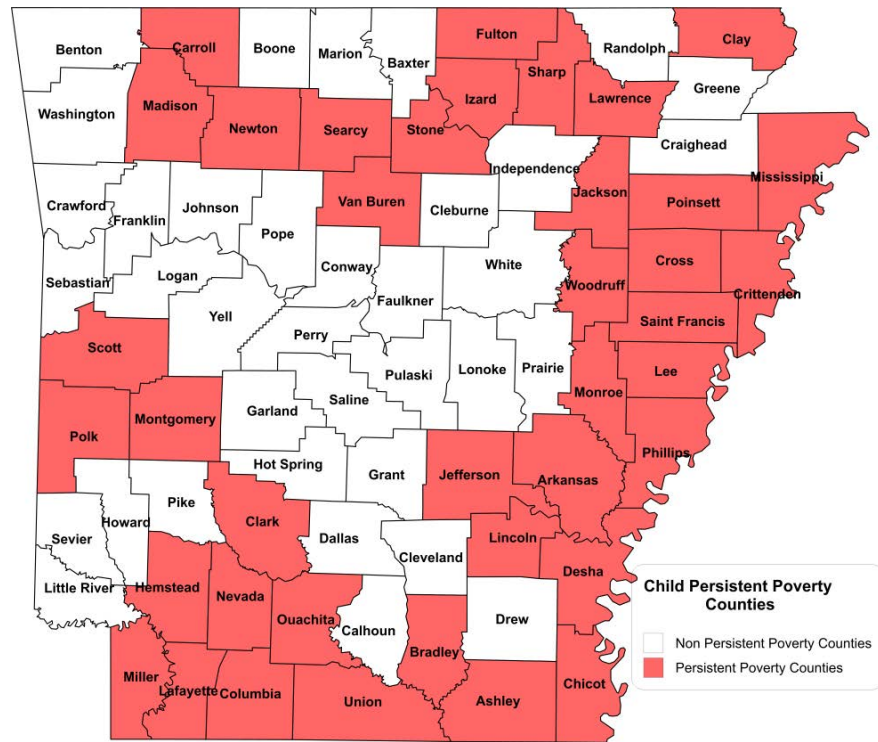 Benton
Carroll
Boone
Marion
Baxter
Fulton
Randolph
Clay
Sharp
Izard
Lawrence
Greene
Washington
Madison
Newton
Searcy
Stone
Craighead
Independence
Mississippi
Jackson
Poinsett
Crawford
Franklin
Johnson
Pope
Van Buren
Cleburne
Conway
White
Cross
Woodruff
Crittenden
Sebastian
Logan
Faulkner
Yell
Saint Francis
Perry
Scott
Pulaski
Lonoke
Prairie
Lee
Monroe
Saline
Garland
Montgomery
Polk
Phillips
Hot Spring
Grant
Jefferson
Arkansas
Pike
Howard
Clark
Sevier
Dallas
Cleveland
Lincoln
Desha
Little River
Hemstead
Nevada
Ouachita
Calhoun
Drew
Bradley
Miller
Lafayette
Columbia
Union
Ashley
Chicot
Child Persistent Poverty
Counties
Non Persistent Poverty Counties
Persistent Poverty Counties